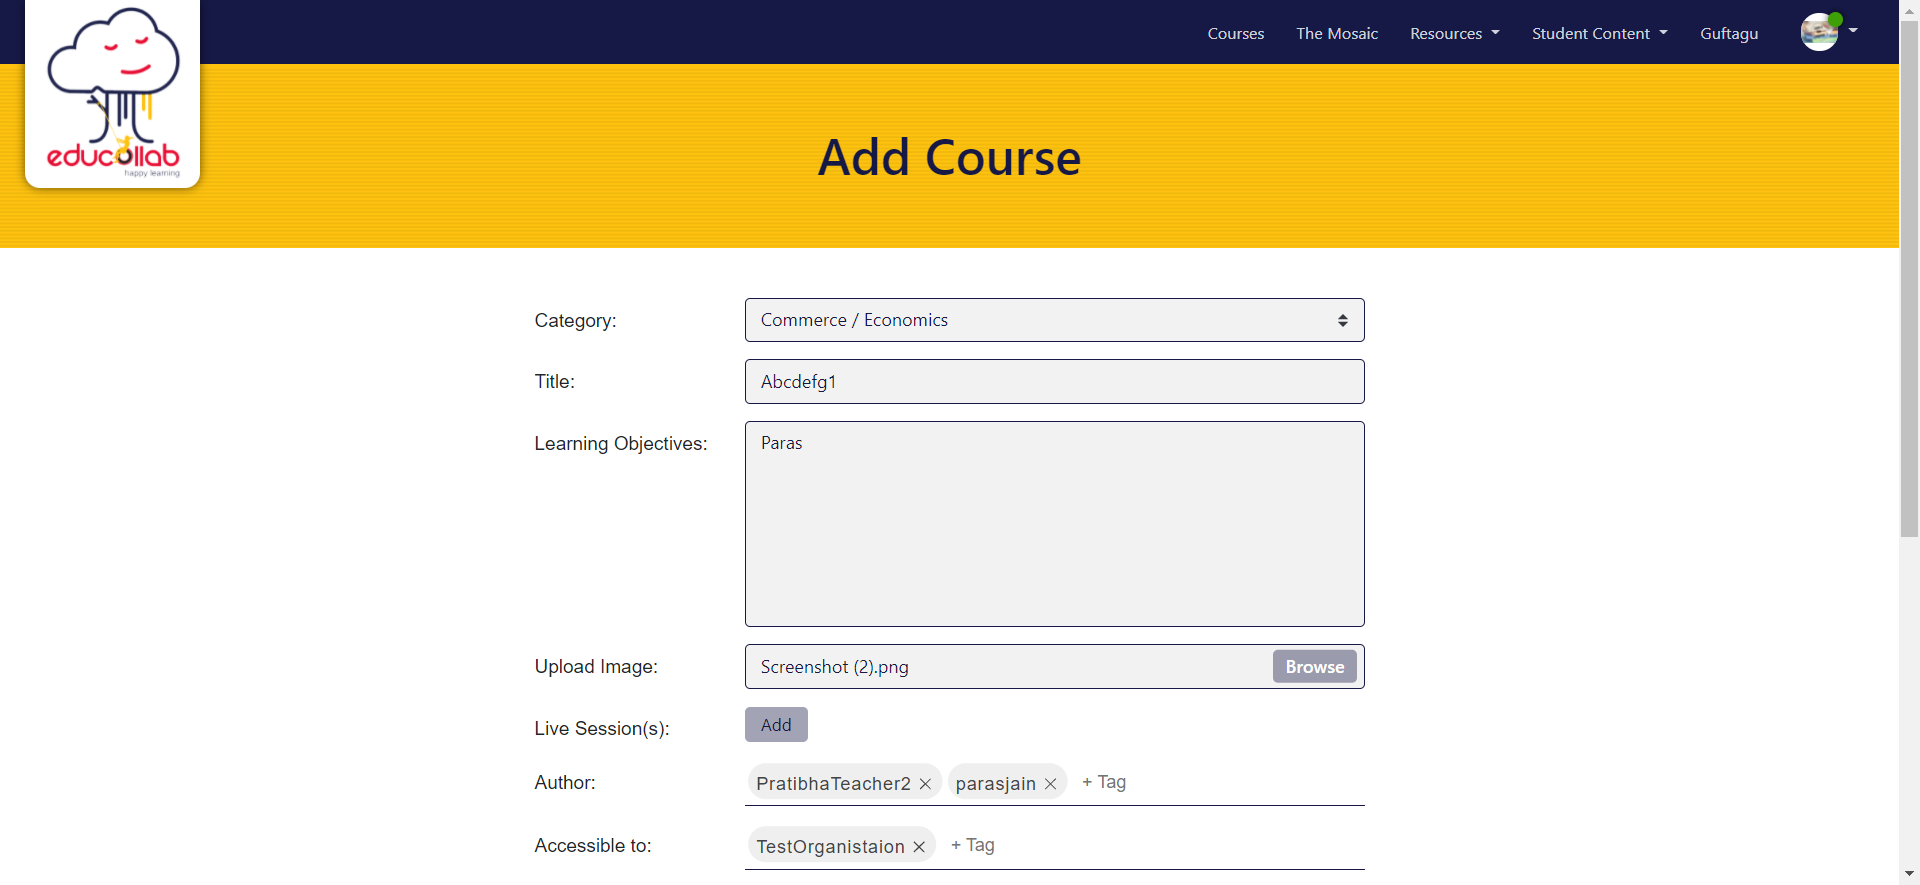 Courses The Mosaic Resources Student Content Guftagu
educollab
happy learning
Add Course
Category: Commerce / Economics
Title: Abcdefg1
Learning Objectives: Paras
Upload Image: Screenshot (2).png Browse
Live Session(s): Add
Author: PratibhaTeacher2 × parasjain × + Tag
Accessible to: TestOrganistaion × + Tag